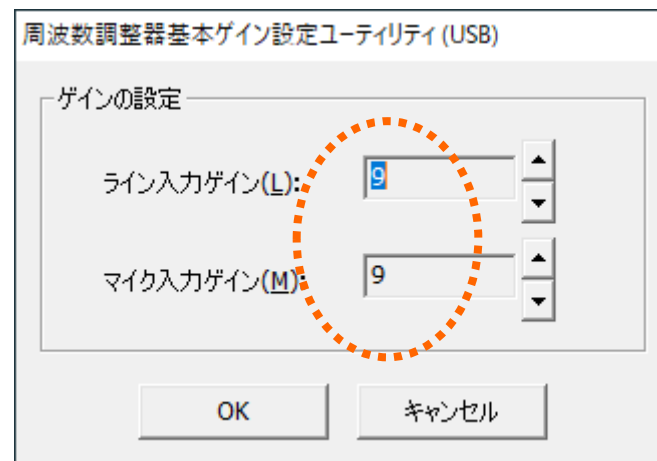 周波数調整器基本ゲイン設定ユーティリティ (USB)
ゲインの設定
ライン入力ゲイン(L): 9
マイク入力ゲイン(M): 9
OK キャンセル